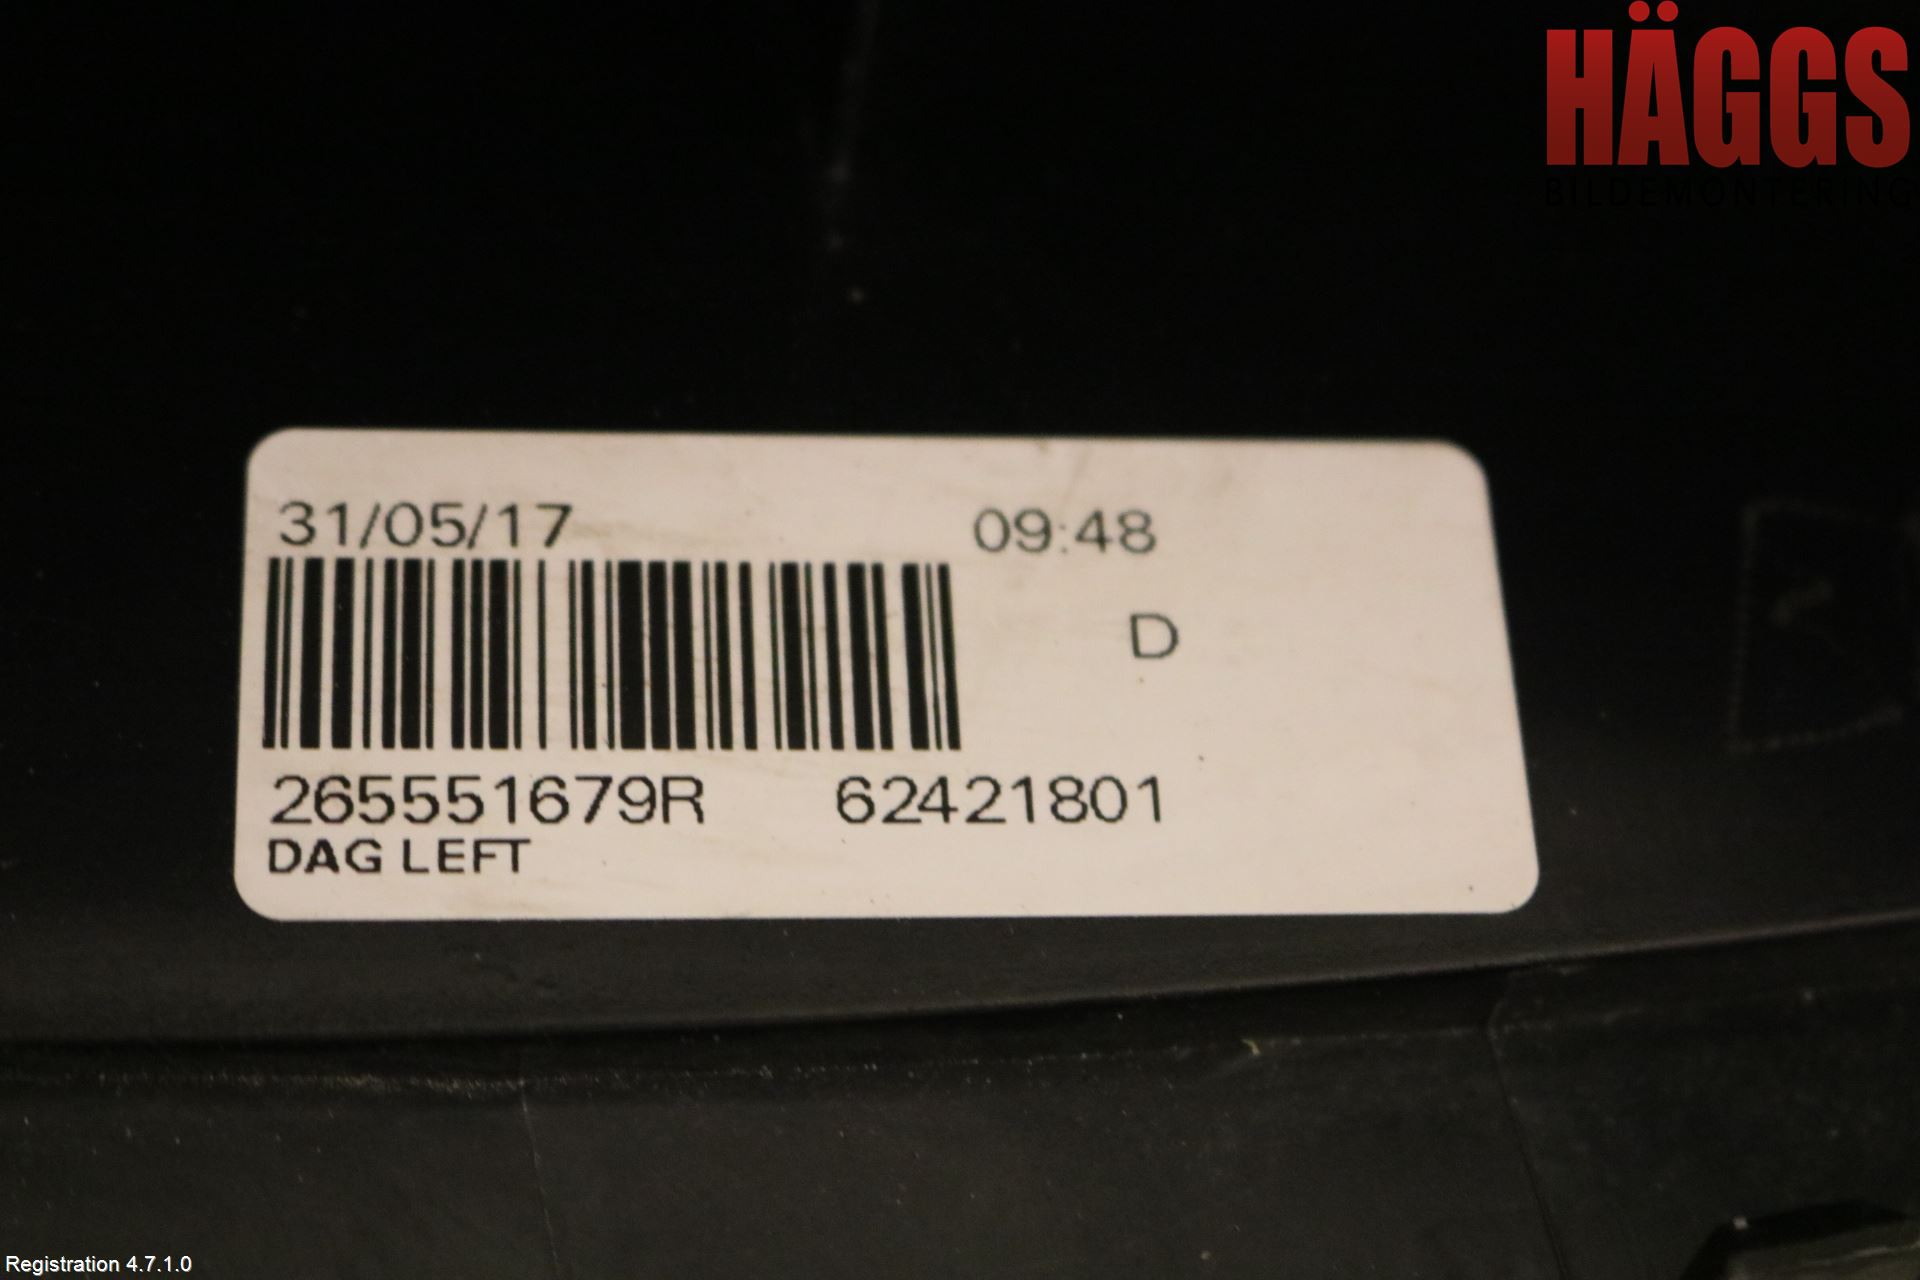 HÄGGS
BILDEMONTERING
31/05/17 09:48
D
265551679R 62421801
DAG LEFT
Registration 4.7.1.0